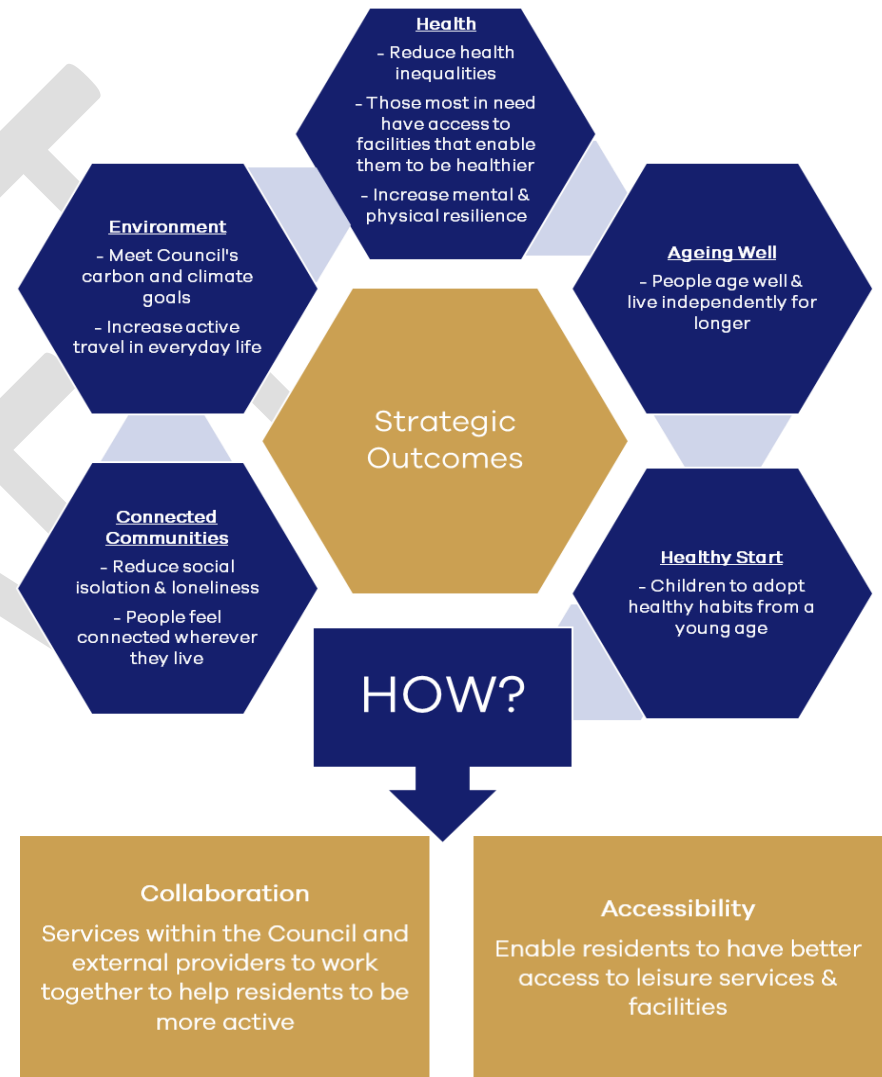 Health
- Reduce health
inequalities
- Those most in need
have access to
facilities that enable
them to be healthier
- Increase mental &
physical resilience
Environment
- Meet Council's
carbon and climate
goals
- Increase active
travel in everyday life
Ageing Well
- People age well &
live independently for
longer
Strategic
Outcomes
Connected
Communities
- Reduce social
isolation & loneliness
- People feel
connected wherever
they live
Healthy Start
- Children to adopt
healthy habits from a
young age
HOW?
Collaboration
Services within the Council and
external providers to work
together to help residents to be
more active
Accessibility
Enable residents to have better
access to leisure services &
facilities